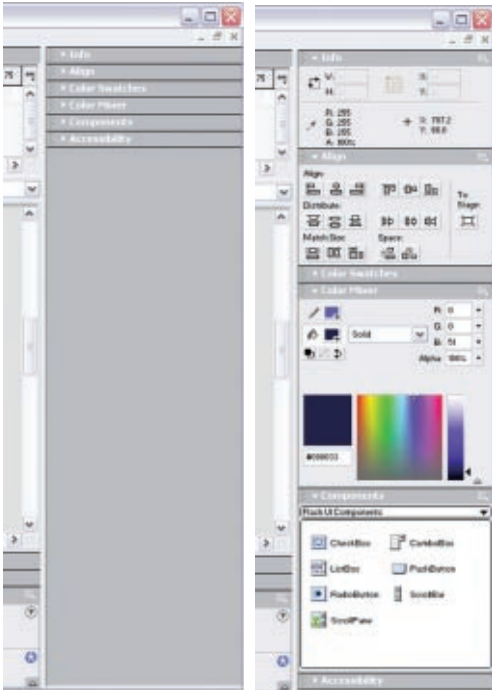 Info
Align
Color Swatches
Color Mixer
Components
Accessibility
75
Info
W:
H:
X:
Y:
R: 255
G: 255
B: 255
A: 100%
X: 787.2
Y: 88.0
Align
Align:
Distribute:
Match Size:
Space:
To Stage:
Color Swatches
Color Mixer
R: 0
G: 0
B: 51
Solid
Alpha: 100%
#000033
Components
Flash UI Components
CheckBox
ComboBox
ListBox
PushButton
RadioButton
ScrollBar
ScrollPane
Accessibility